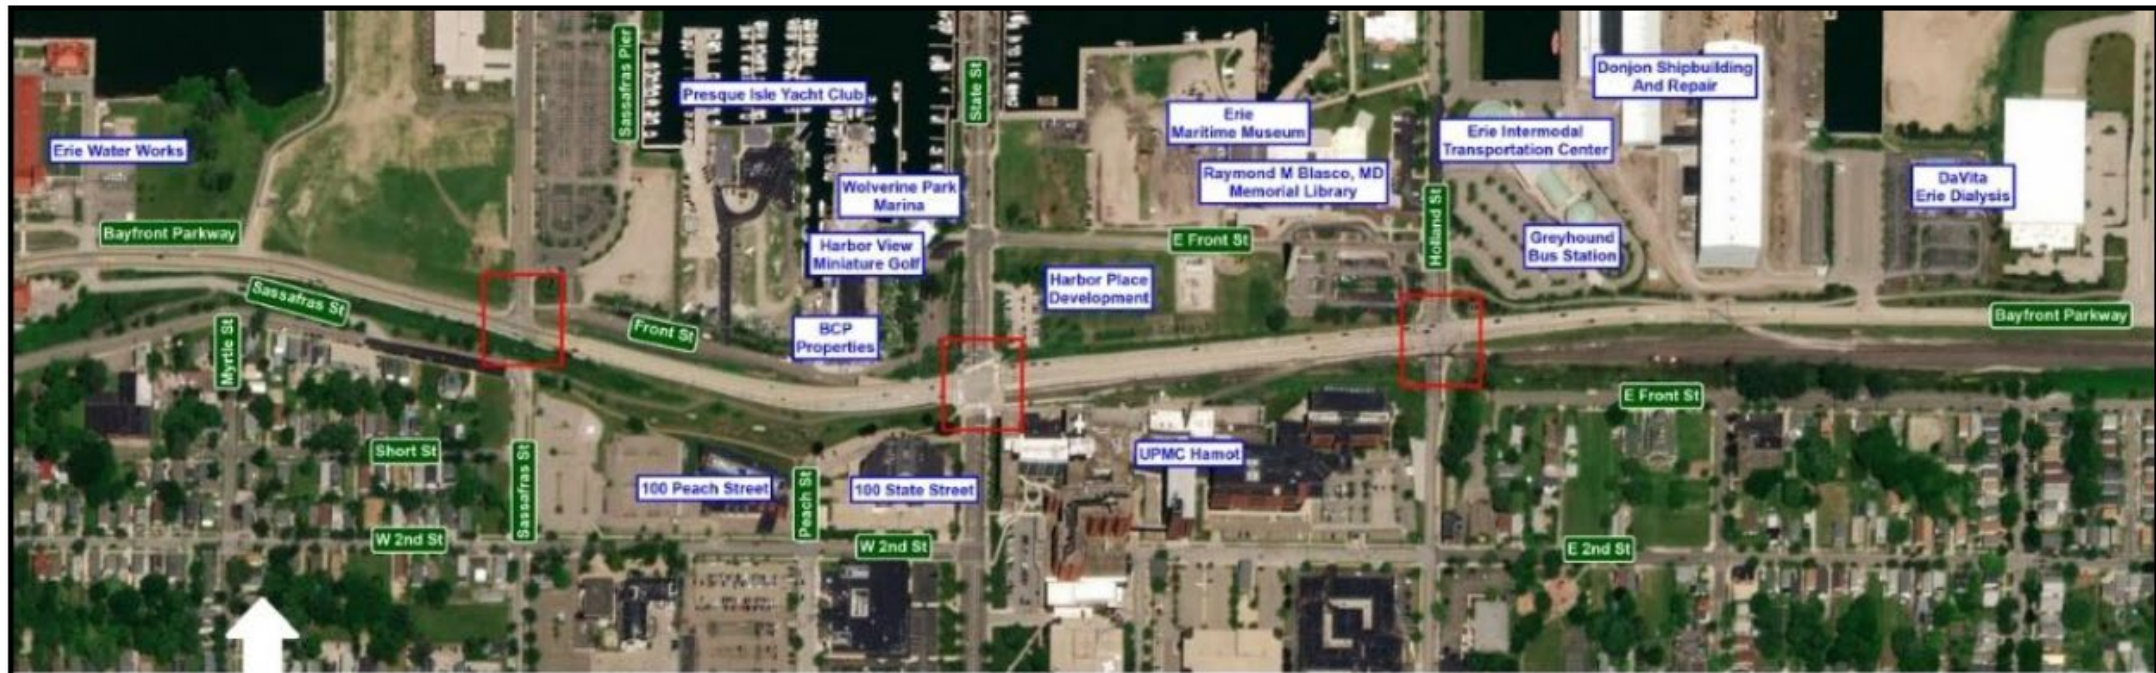 Sassafras Pier
State St
Presque Isle Yacht Club
Donjon Shipbuilding
And Repair
Erie Water Works
Erie
Maritime Museum
Erie Intermodal
Transportation Center
Wolverine Park
Marina
Raymond M Blasco, MD
Memorial Library
DaVita
Erie Dialysis
Bayfront Parkway
Harbor View
Miniature Golf
E Front St
Holland St
Greyhound
Bus Station
Sassafras St
Harbor Place
Development
Myrtle St
Front St
BCP
Properties
Bayfront Parkway
E Front St
Short St
Sassafras St
100 Peach Street
Peach St
100 State Street
UPMC Hamot
W 2nd St
W 2nd St
E 2nd St